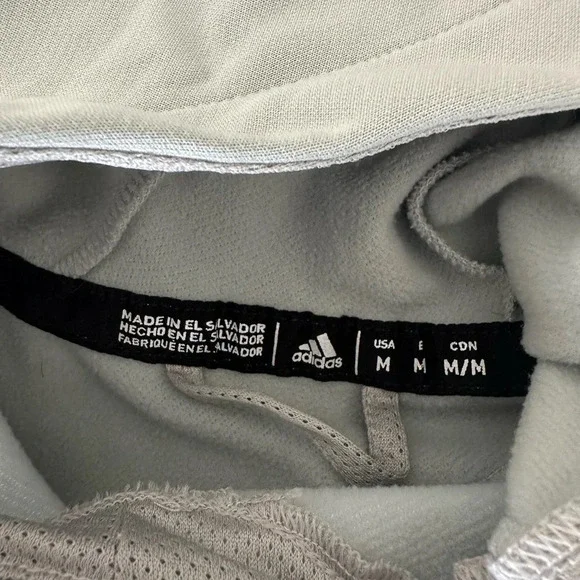 MADE IN EL SALVADOR
HECHO EN EL SALVADOR
FABRIQUÉ EN EL SALVADOR
adidas
USA E CDN
M M M/M